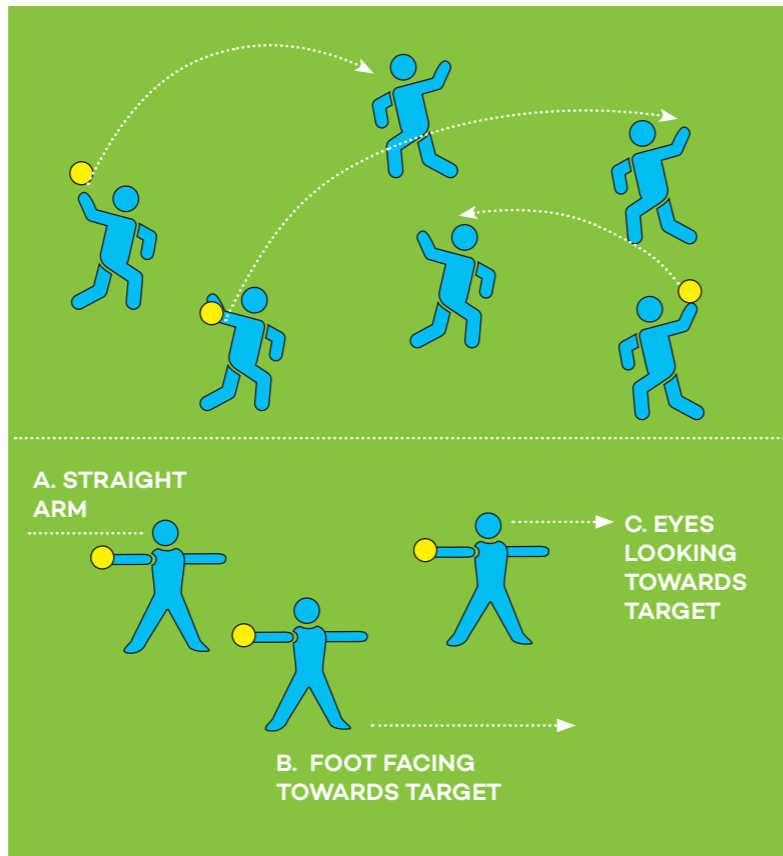 A. STRAIGHT
ARM
C. EYES
LOOKING
TOWARDS
TARGET
B. FOOT FACING
TOWARDS TARGET